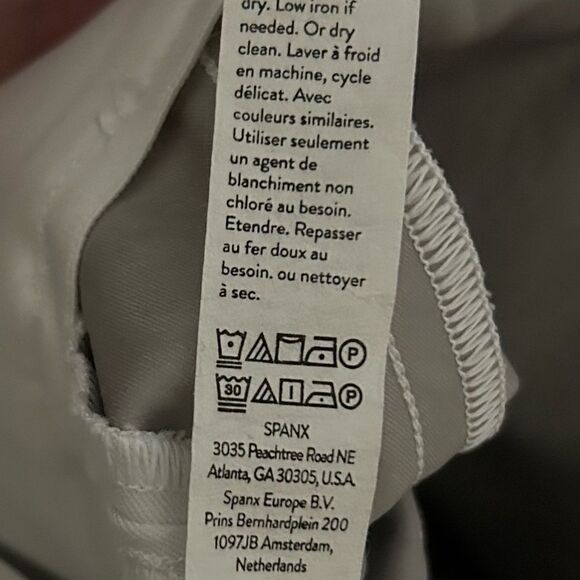 dry. Low iron if
needed. Or dry
clean. Laver à froid
en machine, cycle
délicat. Avec
couleurs similaires.
Utiliser seulement
un agent de
blanchiment non
chloré au besoin.
Etendre. Repasser
au fer doux au
besoin. ou nettoyer
à sec.
P
30 P
SPANX
3035 Peachtree Road NE
Atlanta, GA 30305, U.S.A.
Spanx Europe B.V.
Prins Bernhardplein 200
1097JB Amsterdam,
Netherlands